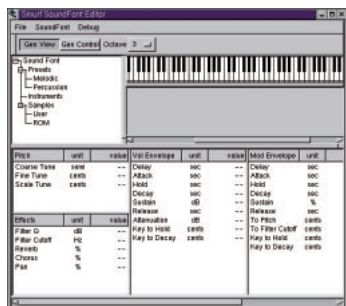 Smurf SoundFont Editor
File SoundFont Debug
Gen View Gen Control Octave 3
Sound Font
Presets
Melodic
Percussion
Instruments
Samples
User
ROM
Pitch unit value
Coarse Tune semi --
Fine Tune cents --
Scale Tune cents --
Effects unit value
Filter Q dB --
Filter Cutoff Hz --
Reverb % --
Chorus % --
Pan % --
Vol Envelope unit value
Delay sec --
Attack sec --
Hold sec --
Decay sec --
Sustain dB --
Release sec --
Attenuation dB --
Key to Hold cents --
Key to Decay cents --
Mod Envelope unit
Delay sec
Attack sec
Hold sec
Decay sec
Sustain %
Release sec
To Pitch cents
To Filter Cutoff cents
Key to Hold cents
Key to Decay cents